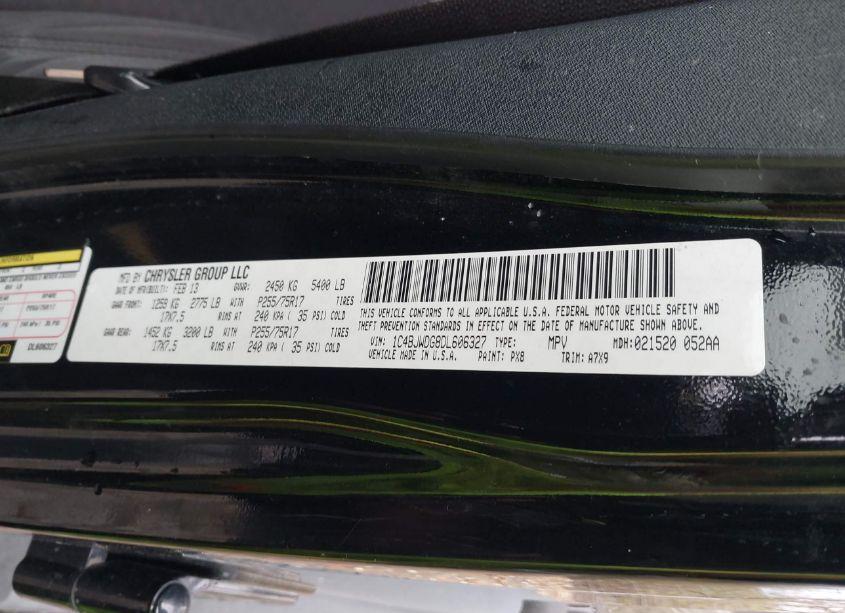 MFD BY CHRYSLER GROUP LLC
DATE OF MFR/BUILT: FEB 13 GVWR: 2450 KG 5400 LB
GAWR FRONT: 1259 KG 2775 LB WITH P255/75R17 TIRES
17X7.5 RIMS AT 240 KPA ( 35 PSI) COLD
GAWR REAR: 1452 KG 3200 LB WITH P255/75R17 TIRES
17X7.5 RIMS AT 240 KPA ( 35 PSI) COLD
THIS VEHICLE CONFORMS TO ALL APPLICABLE U.S.A. FEDERAL MOTOR VEHICLE SAFETY AND
THEFT PREVENTION STANDARDS IN EFFECT ON THE DATE OF MANUFACTURE SHOWN ABOVE.
VIN: 1C4BJWDG8DL606327 TYPE: MPV MDH: 021520 052AA
VEHICLE MADE IN U.S.A. PAINT: PX8 TRIM: A7X9
DL606327